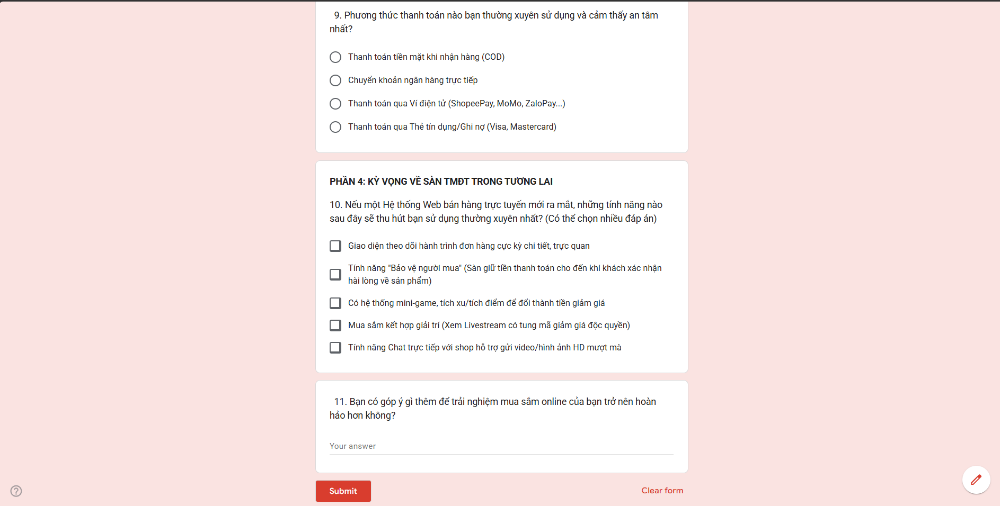 9. Phương thức thanh toán nào bạn thường xuyên sử dụng và cảm thấy an tâm
nhất?
Thanh toán tiền mặt khi nhận hàng (COD)
Chuyển khoản ngân hàng trực tiếp
Thanh toán qua Ví điện tử (ShopeePay, MoMo, ZaloPay...)
Thanh toán qua Thẻ tín dụng/Ghi nợ (Visa, Mastercard)
PHẦN 4: KỲ VỌNG VỀ SÀN TMĐT TRONG TƯƠNG LAI
10. Nếu một Hệ thống Web bán hàng trực tuyến mới ra mắt, những tính năng nào
sau đây sẽ thu hút bạn sử dụng thường xuyên nhất? (Có thể chọn nhiều đáp án)
Giao diện theo dõi hành trình đơn hàng cực kỳ chi tiết, trực quan
Tính năng "Bảo vệ người mua" (Sàn giữ tiền thanh toán cho đến khi khách xác nhận
hài lòng về sản phẩm)
Có hệ thống mini-game, tích xu/tích điểm để đổi thành tiền giảm giá
Mua sắm kết hợp giải trí (Xem Livestream có tung mã giảm giá độc quyền)
Tính năng Chat trực tiếp với shop hỗ trợ gửi video/hình ảnh HD mượt mà
11. Bạn có góp ý gì thêm để trải nghiệm mua sắm online của bạn trở nên hoàn
hảo hơn không?
Your answer
Submit
Clear form